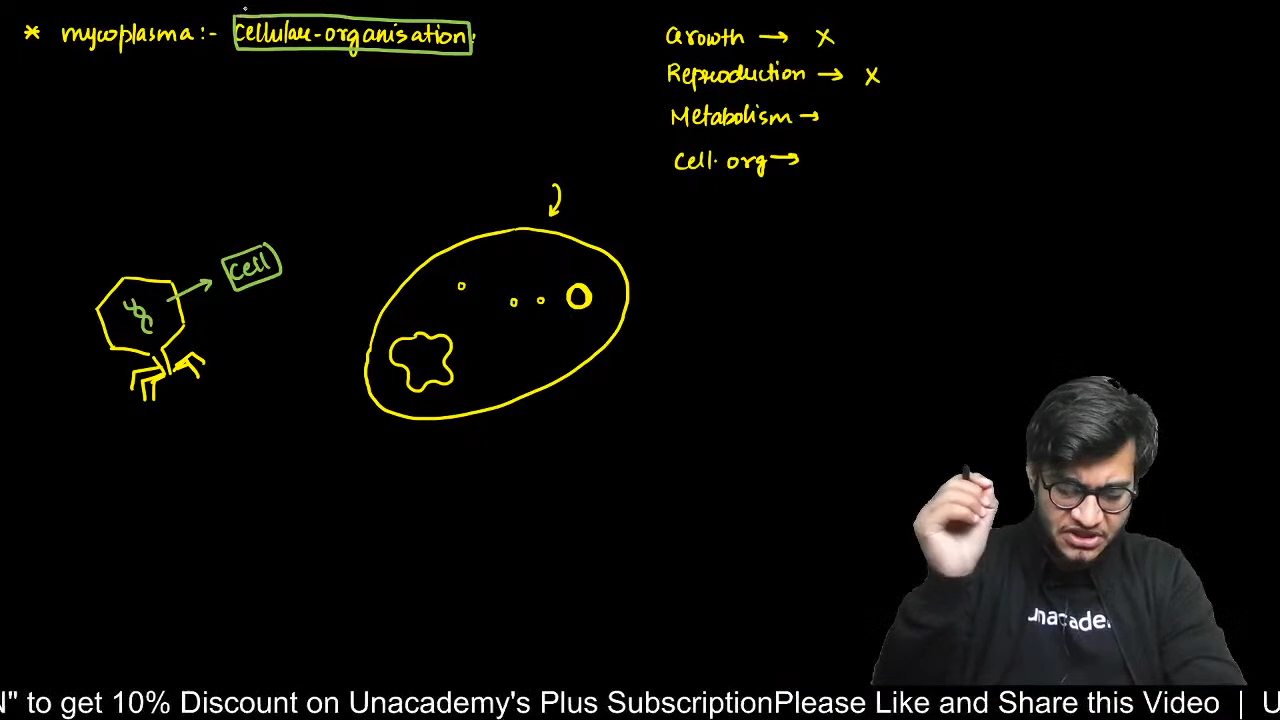 * mycoplasma :- Cellular-organisation.
Growth → x
Reproduction → x
Metabolism →
Cell. org →
Cell
unacade
N" to get 10% Discount on Unacademy's Plus SubscriptionPlease Like and Share this Video | U